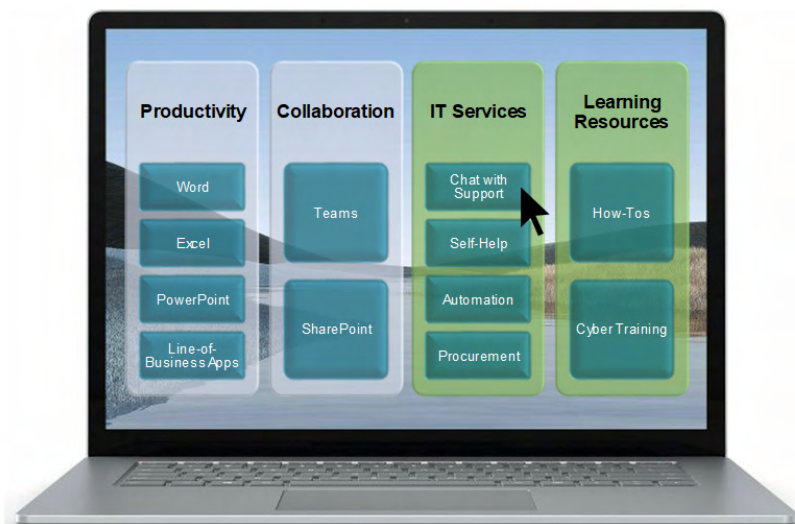 Productivity
Word
Excel
PowerPoint
Line-of-
Business Apps
Collaboration
Teams
SharePoint
IT Services
Chat with
Support
Self-Help
Automation
Procurement
Learning
Resources
How-Tos
Cyber Training